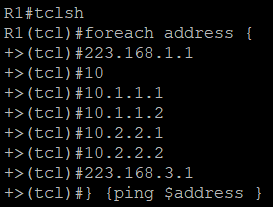 R1#tclsh
R1(tcl)#foreach address {
+>(tcl)#223.168.1.1
+>(tcl)#10
+>(tcl)#10.1.1.1
+>(tcl)#10.1.1.2
+>(tcl)#10.2.2.1
+>(tcl)#10.2.2.2
+>(tcl)#223.168.3.1
+>(tcl)#} {ping $address }